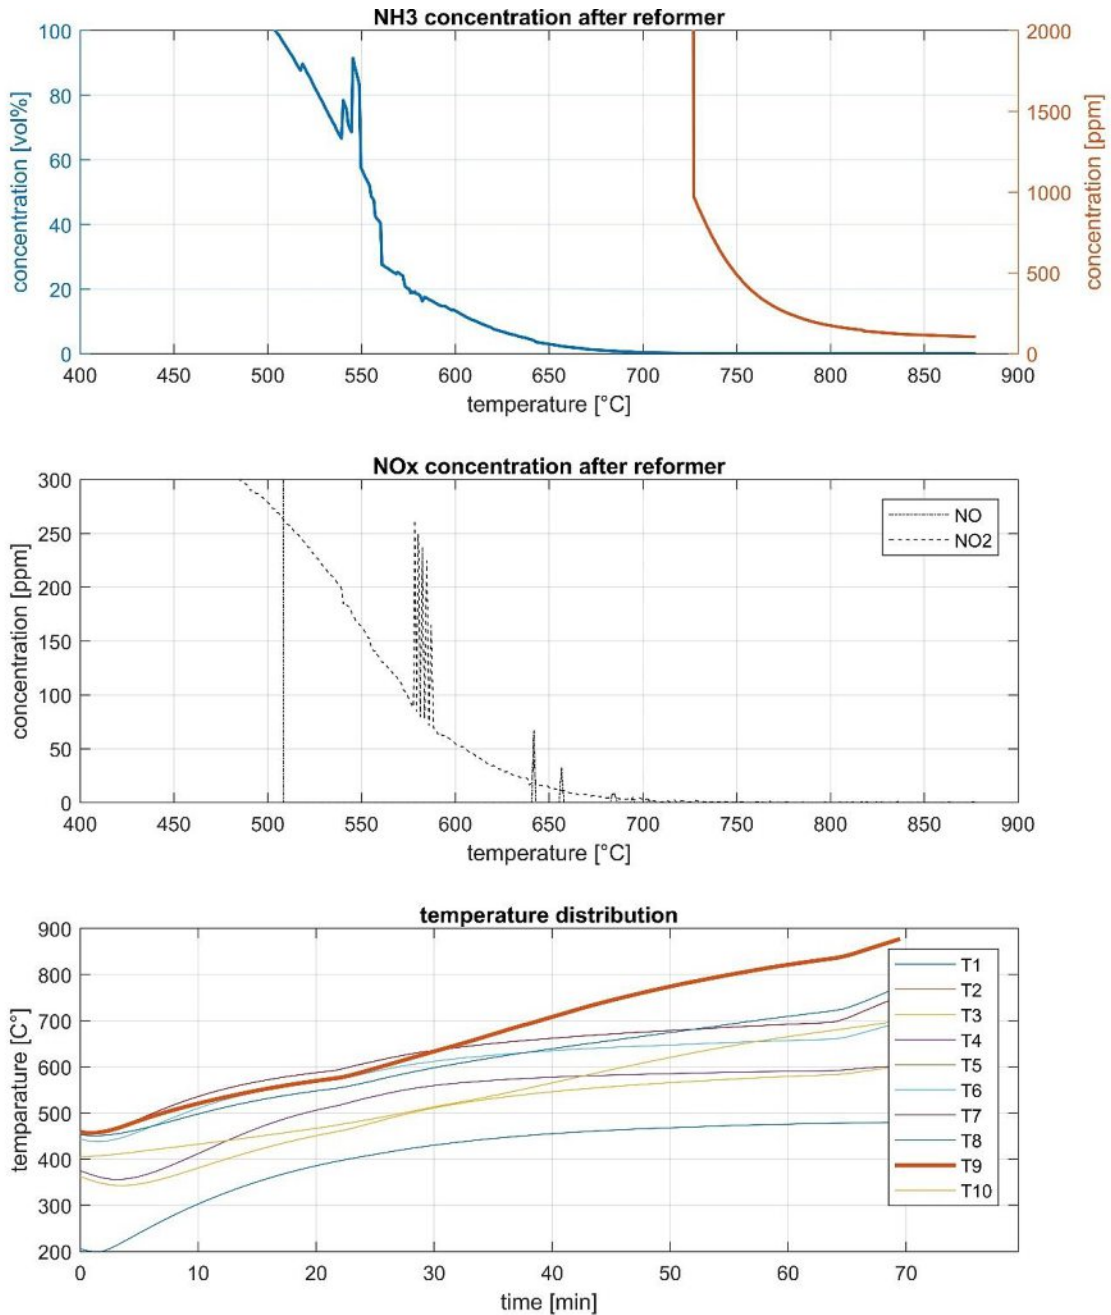 NH3 concentration after reformer
100
80
60
40
20
0
concentration [vol%]
2000
1500
1000
500
0
concentration [ppm]
400 450 500 550 600 650 700 750 800 850 900
temperature [°C]
NOx concentration after reformer
300
250
200
150
100
50
0
concentration [ppm]
NO
NO2
400 450 500 550 600 650 700 750 800 850 900
temperature [°C]
temperature distribution
900
800
700
600
500
400
300
200
temparature [C°]
T1
T2
T3
T4
T5
T6
T7
T8
T9
T10
0 10 20 30 40 50 60 70
time [min]